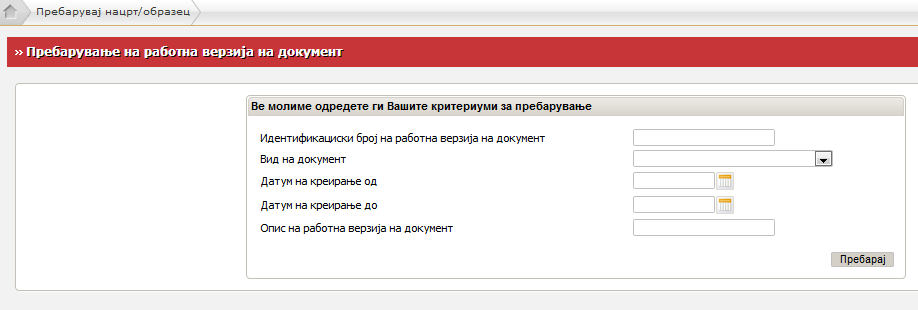 Пребарувај нацрт/образец
» Пребарување на работна верзија на документ
Ве молиме одредете ги Вашите критериуми за пребарување
Идентификациски број на работна верзија на документ
Вид на документ
Датум на креирање од
Датум на креирање до
Опис на работна верзија на документ
Пребарај